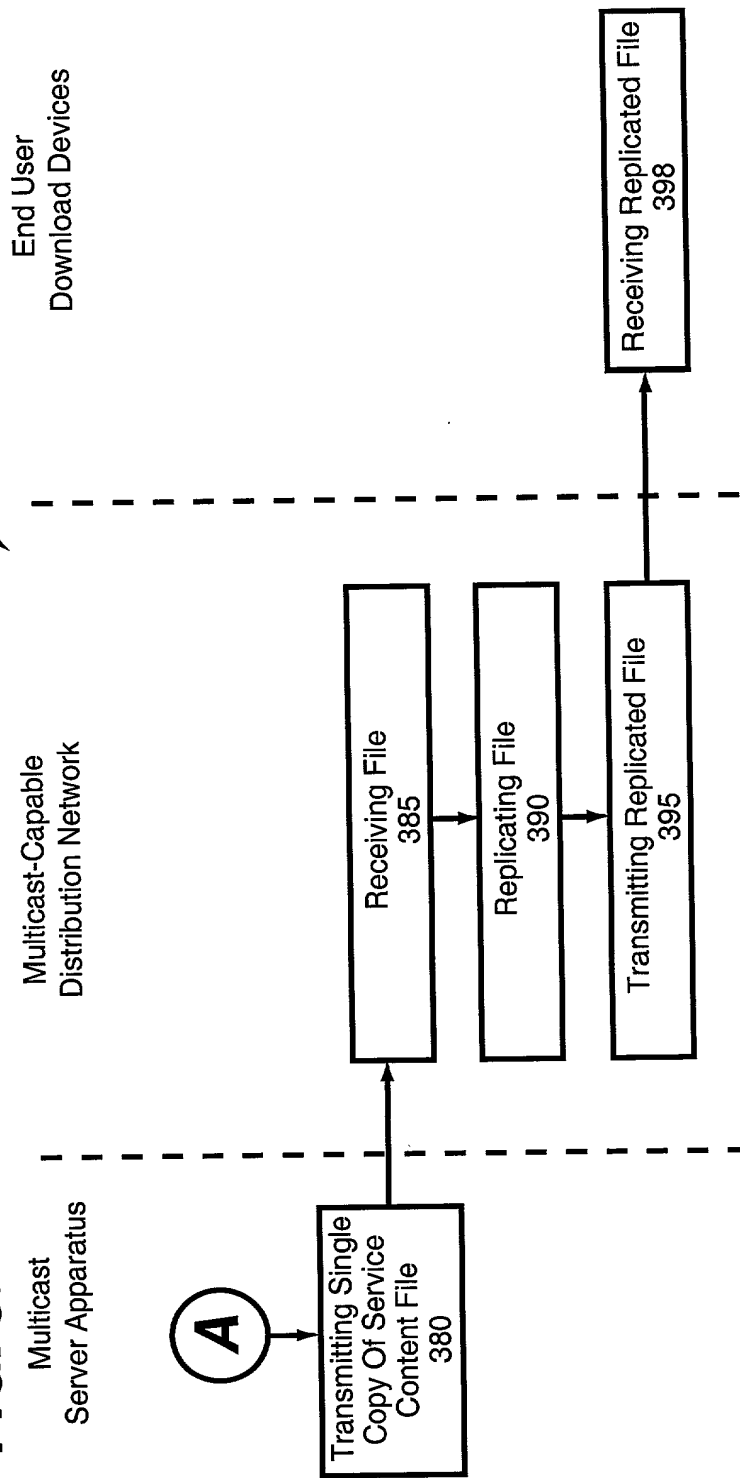 Multicast
Server Apparatus
Multicast-Capable
Distribution Network
End User
Download Devices
A
Transmitting Single
Copy Of Service
Content File
380
Receiving File
385
Replicating File
390
Transmitting Replicated File
395
Receiving Replicated File
398